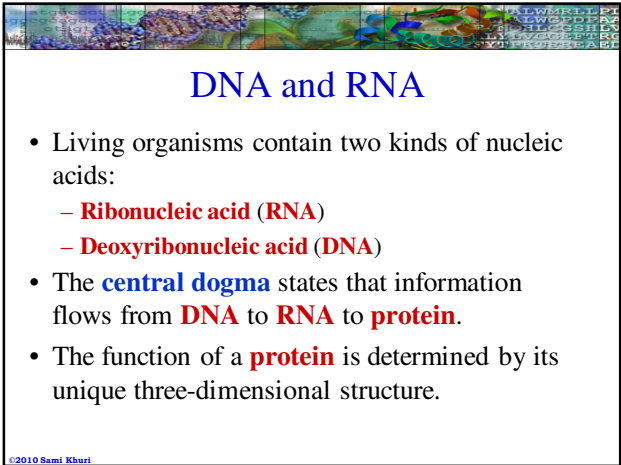 DNA and RNA
• Living organisms contain two kinds of nucleic
acids:
– Ribonucleic acid (RNA)
– Deoxyribonucleic acid (DNA)
• The central dogma states that information
flows from DNA to RNA to protein.
• The function of a protein is determined by its
unique three-dimensional structure.
©2010 Sami Khuri